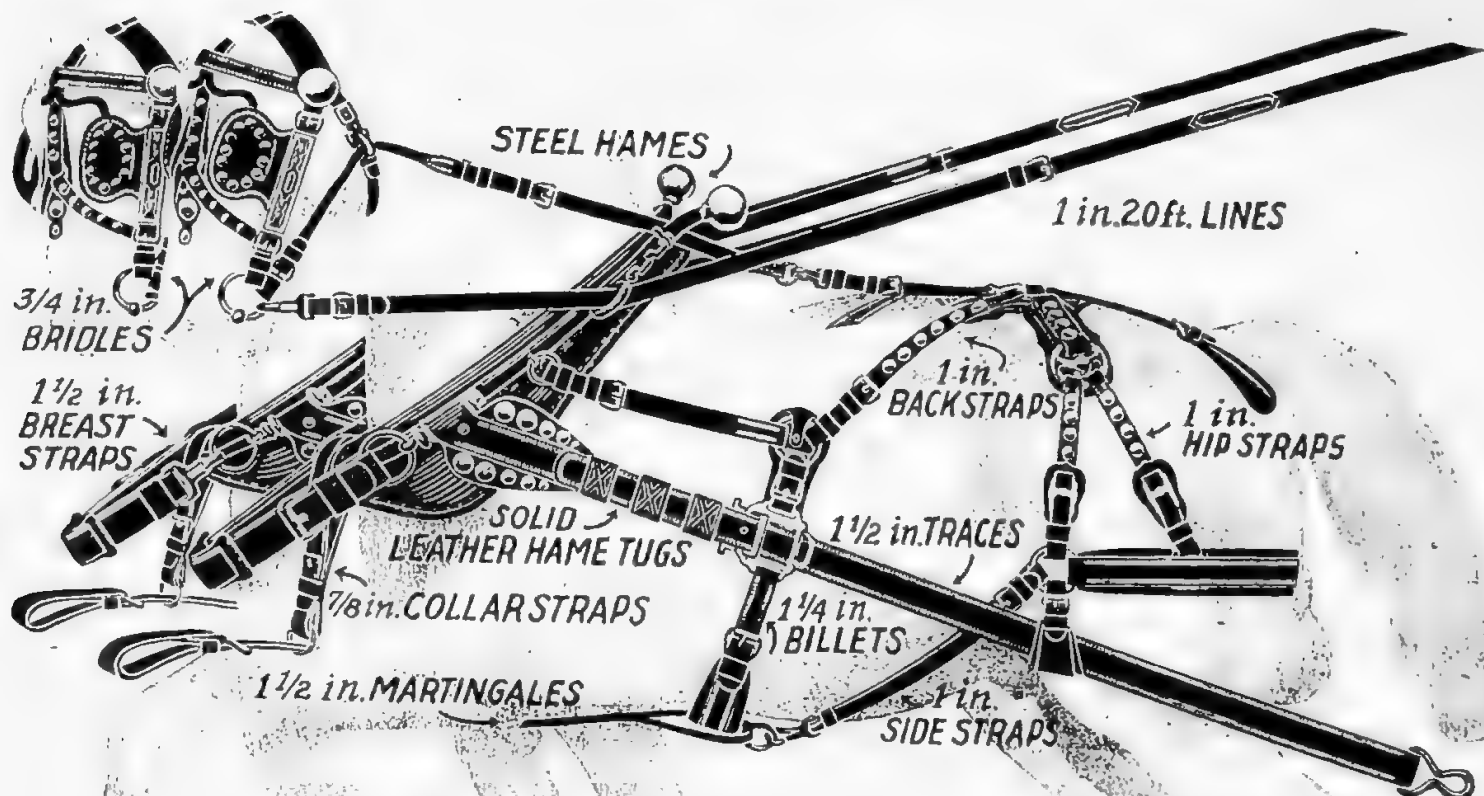 STEEL HAMES
1 in. 20ft. LINES
3/4 in.
BRIDLES
1 1/2 in.
BREAST
STRAPS
1 in.
BACK STRAPS
1 in.
HIP STRAPS
SOLID
LEATHER HAME TUGS
1 1/2 in. TRACES
7/8 in. COLLAR STRAPS
1 1/4 in.
BILLETS
1 1/2 in. MARTINGALES
1 in.
SIDE STRAPS